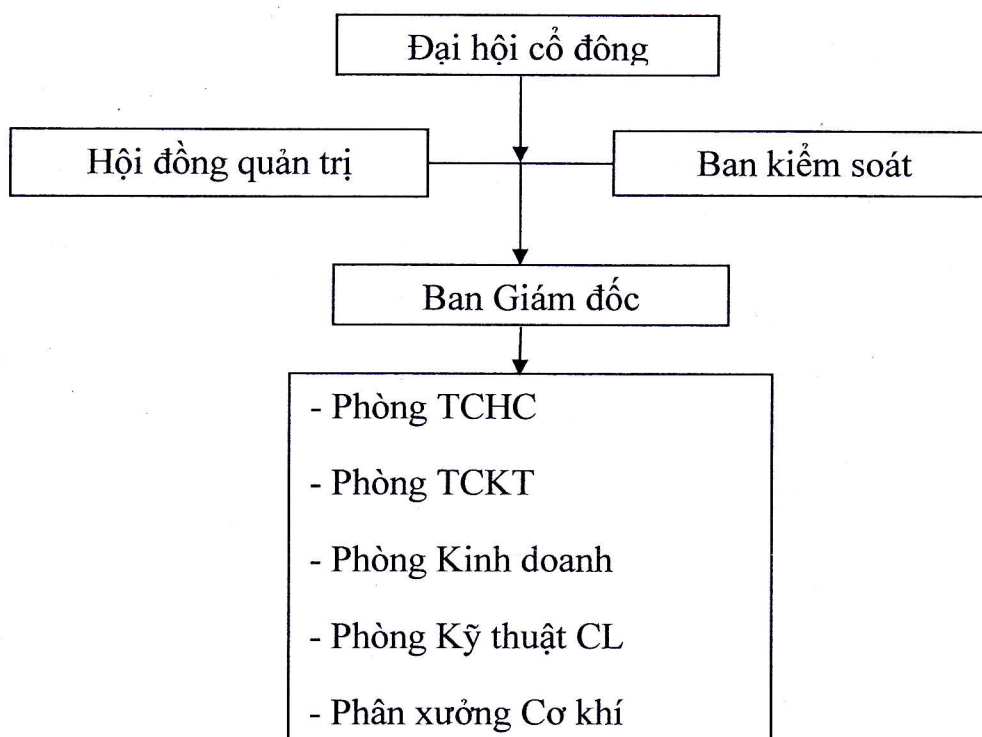 Đại hội cổ đông
Hội đồng quản trị
Ban kiểm soát
Ban Giám đốc
- Phòng TCHC
- Phòng TCKT
- Phòng Kinh doanh
- Phòng Kỹ thuật CL
- Phân xưởng Cơ khí